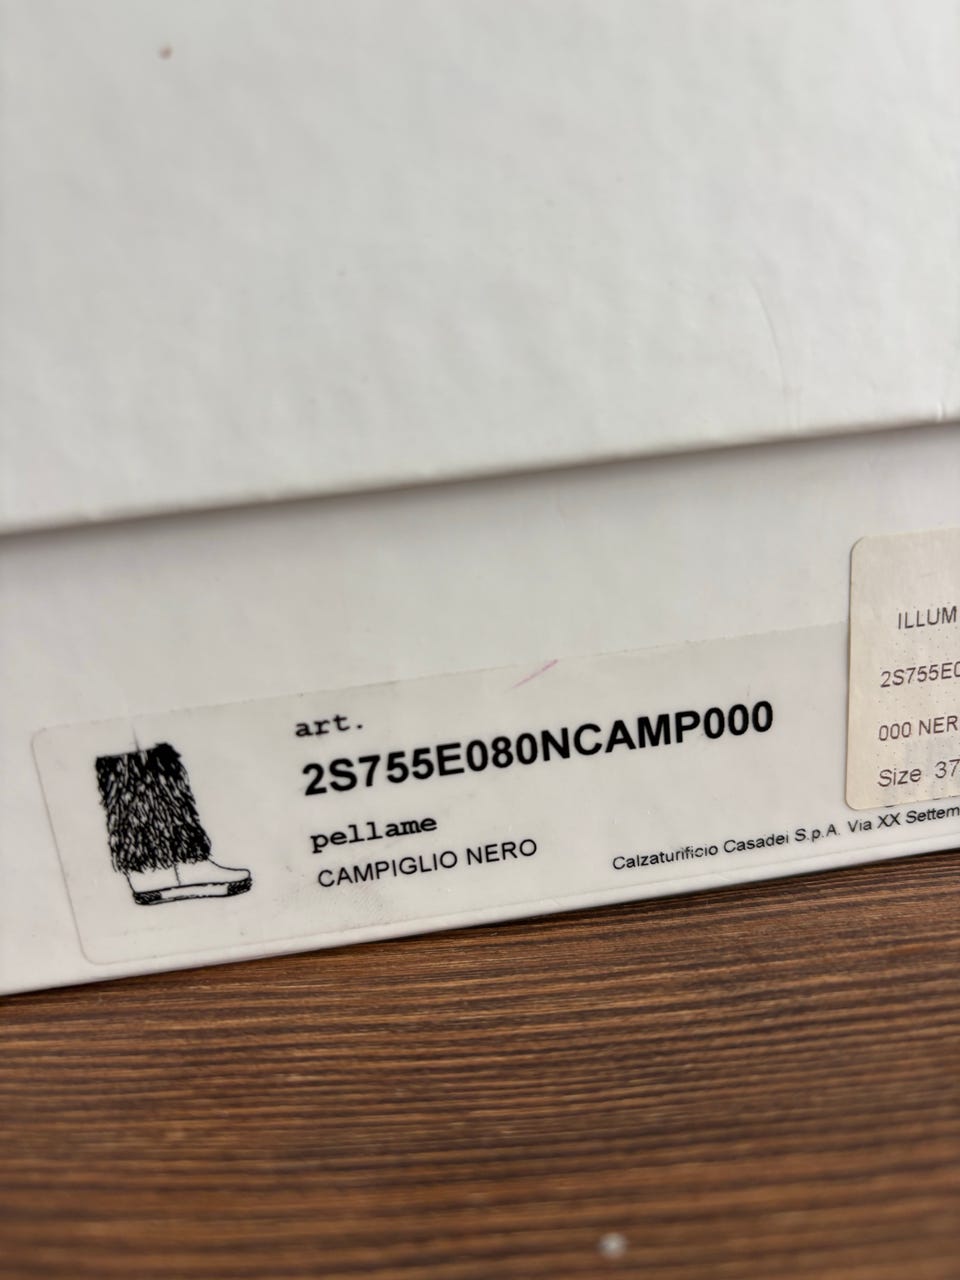 art.
2S755E080NCAMP000
pellame
CAMPIGLIO NERO
Calzaturificio Casadei S.p.A. Via XX Settem
ILLUM
2S755E0
000 NER
Size 37